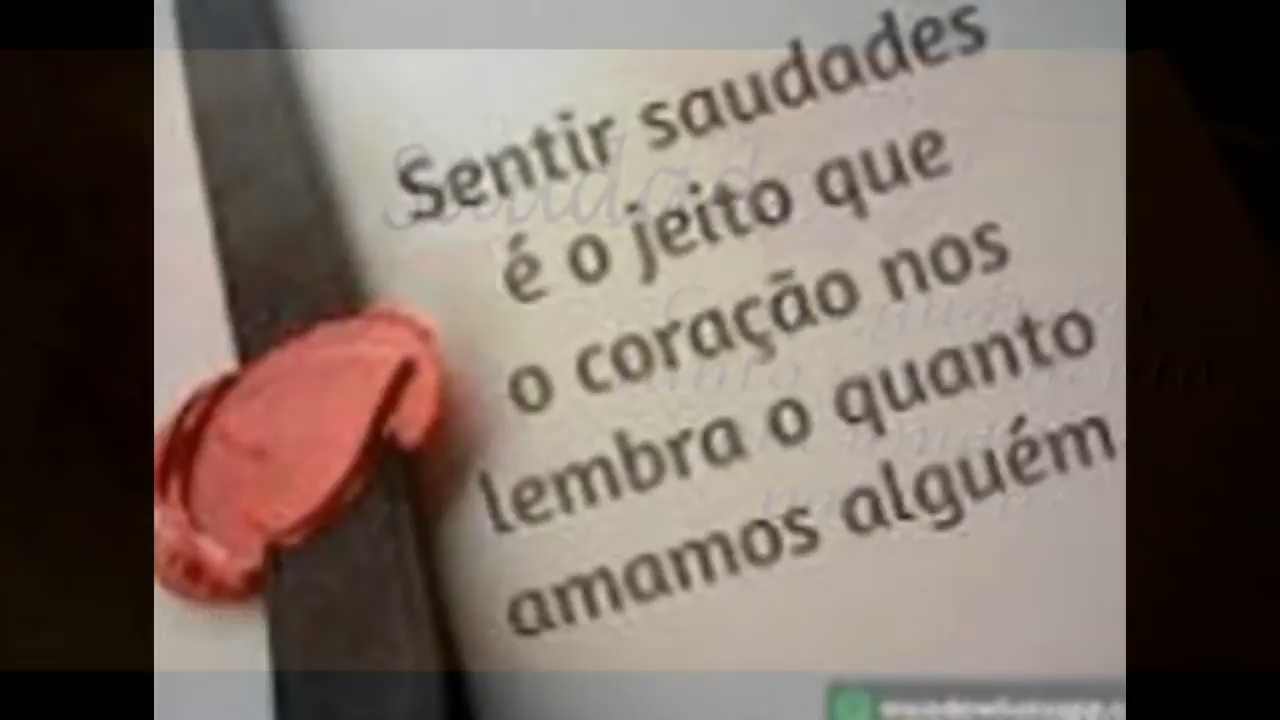 Sentir saudades
é o jeito que
o coração nos
lembra o quanto
amamos alguém